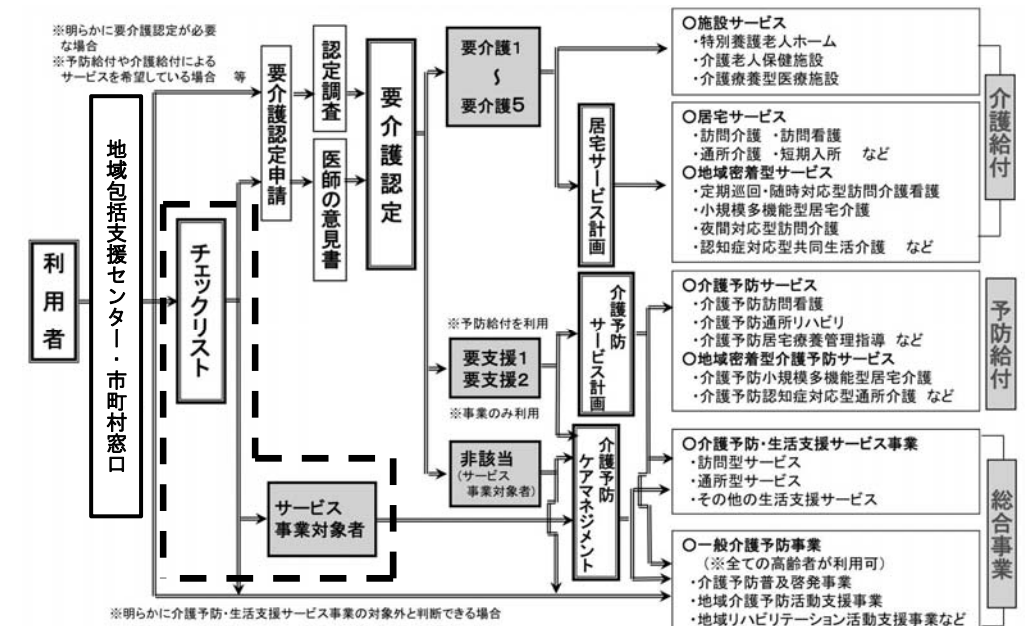 ※明らかに要介護認定が必要
な場合
※予防給付や介護給付による
サービスを希望している場合 等
利用者
地域包括支援センター・市町村窓口
チェックリスト
サービス
事業対象者
要介護認定申請
認定調査
医師の意見書
要介護認定
要介護1
~
要介護5
※予防給付を利用
要支援1
要支援2
※事業のみ利用
非該当
(サービス
事業対象者)
居宅サービス計画
介護予防
サービス計画
介護予防
ケアマネジメント
○施設サービス
・特別養護老人ホーム
・介護老人保健施設
・介護療養型医療施設
○居宅サービス
・訪問介護 ・訪問看護
・通所介護 ・短期入所 など
○地域密着型サービス
・定期巡回・随時対応型訪問介護看護
・小規模多機能型居宅介護
・夜間対応型訪問介護
・認知症対応型共同生活介護 など
介護給付
○介護予防サービス
・介護予防訪問看護
・介護予防通所リハビリ
・介護予防居宅療養管理指導 など
○地域密着型介護予防サービス
・介護予防小規模多機能型居宅介護
・介護予防認知症対応型通所介護 など
予防給付
○介護予防・生活支援サービス事業
・訪問型サービス
・通所型サービス
・その他の生活支援サービス
○一般介護予防事業
(※全ての高齢者が利用可)
・介護予防普及啓発事業
・地域介護予防活動支援事業
・地域リハビリテーション活動支援事業など
総合事業
※明らかに介護予防・生活支援サービス事業の対象外と判断できる場合